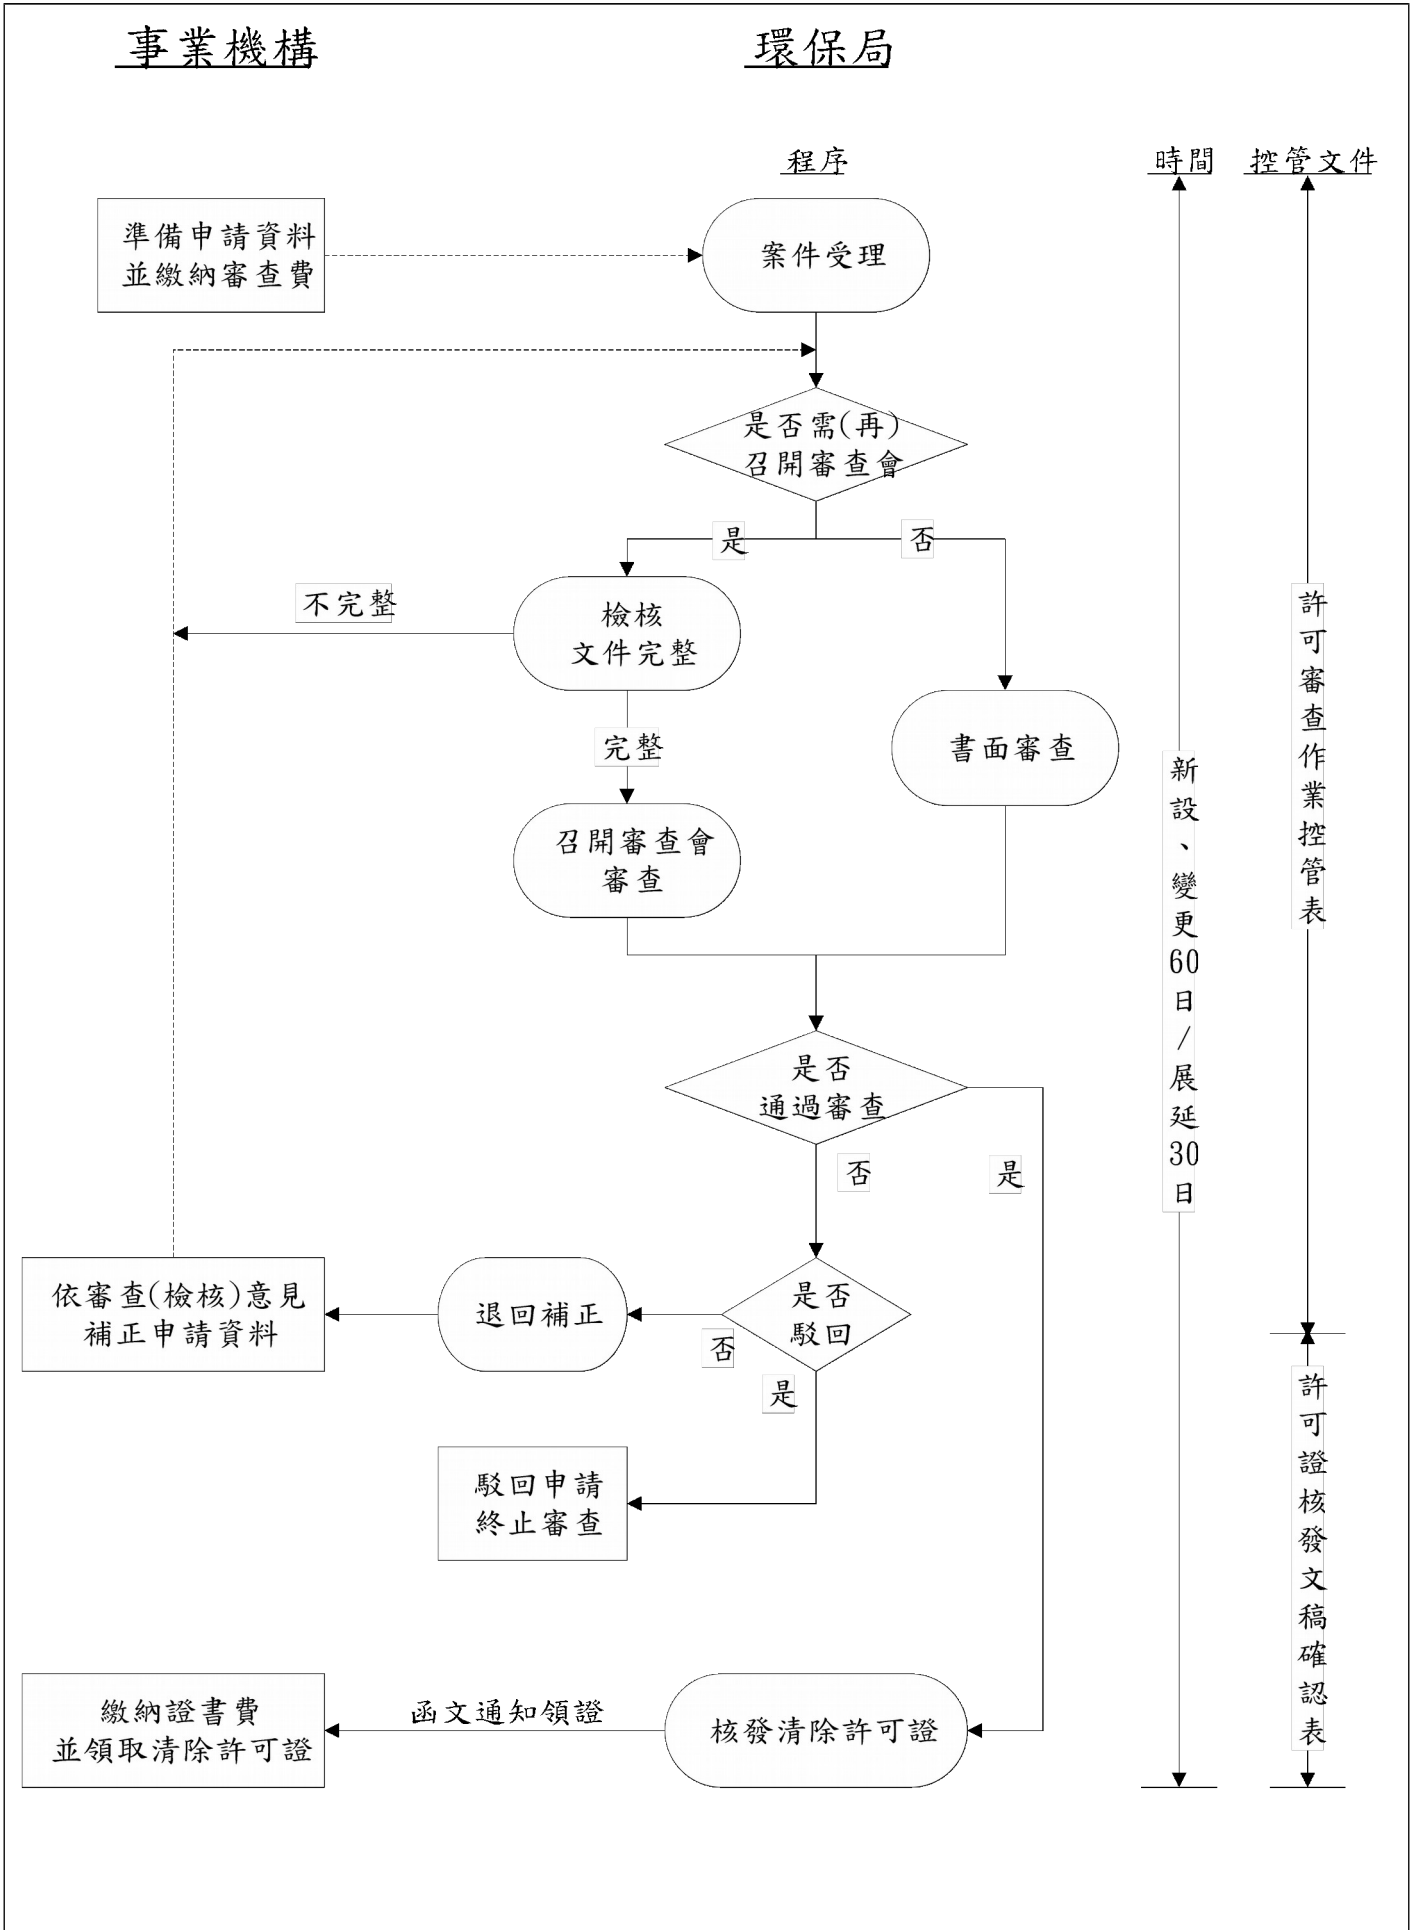 事業機構
環保局
程序
時間
控管文件
準備申請資料
並繳納審查費
案件受理
是否需(再)
召開審查會
是
否
不完整
檢核
文件完整
完整
書面審查
召開審查會
審查
是否
通過審查
否
是
依審查(檢核)意見
補正申請資料
退回補正
是否
駁回
否
是
駁回申請
終止審查
繳納證書費
並領取清除許可證
函文通知領證
核發清除許可證
新設、變更60日/展延30日
許可審查作業控管表
許可證核發文稿確認表